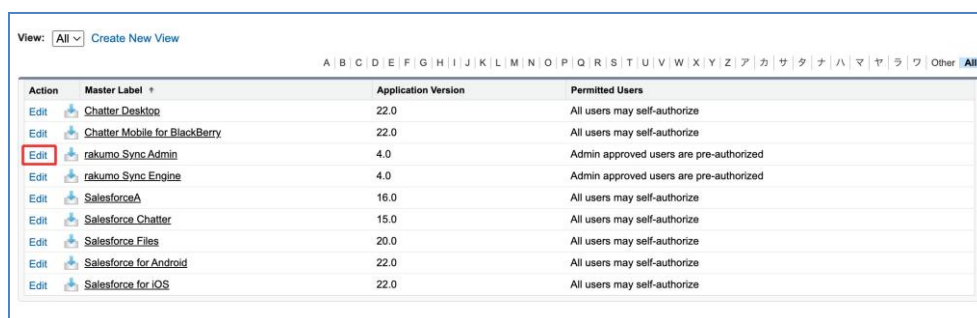 View: All Create New View
A | B | C | D | E | F | G | H | I | J | K | L | M | N | O | P | Q | R | S | T | U | V | W | X | Y | Z | ア | カ | サ | タ | ナ | ハ | マ | ヤ | ラ | ワ | Other All
Action Master Label ↑ Application Version Permitted Users
Edit Chatter Desktop 22.0 All users may self-authorize
Edit Chatter Mobile for BlackBerry 22.0 All users may self-authorize
Edit rakumo Sync Admin 4.0 Admin approved users are pre-authorized
Edit rakumo Sync Engine 4.0 Admin approved users are pre-authorized
Edit SalesforceA 16.0 All users may self-authorize
Edit Salesforce Chatter 15.0 All users may self-authorize
Edit Salesforce Files 20.0 All users may self-authorize
Edit Salesforce for Android 22.0 All users may self-authorize
Edit Salesforce for iOS 22.0 All users may self-authorize